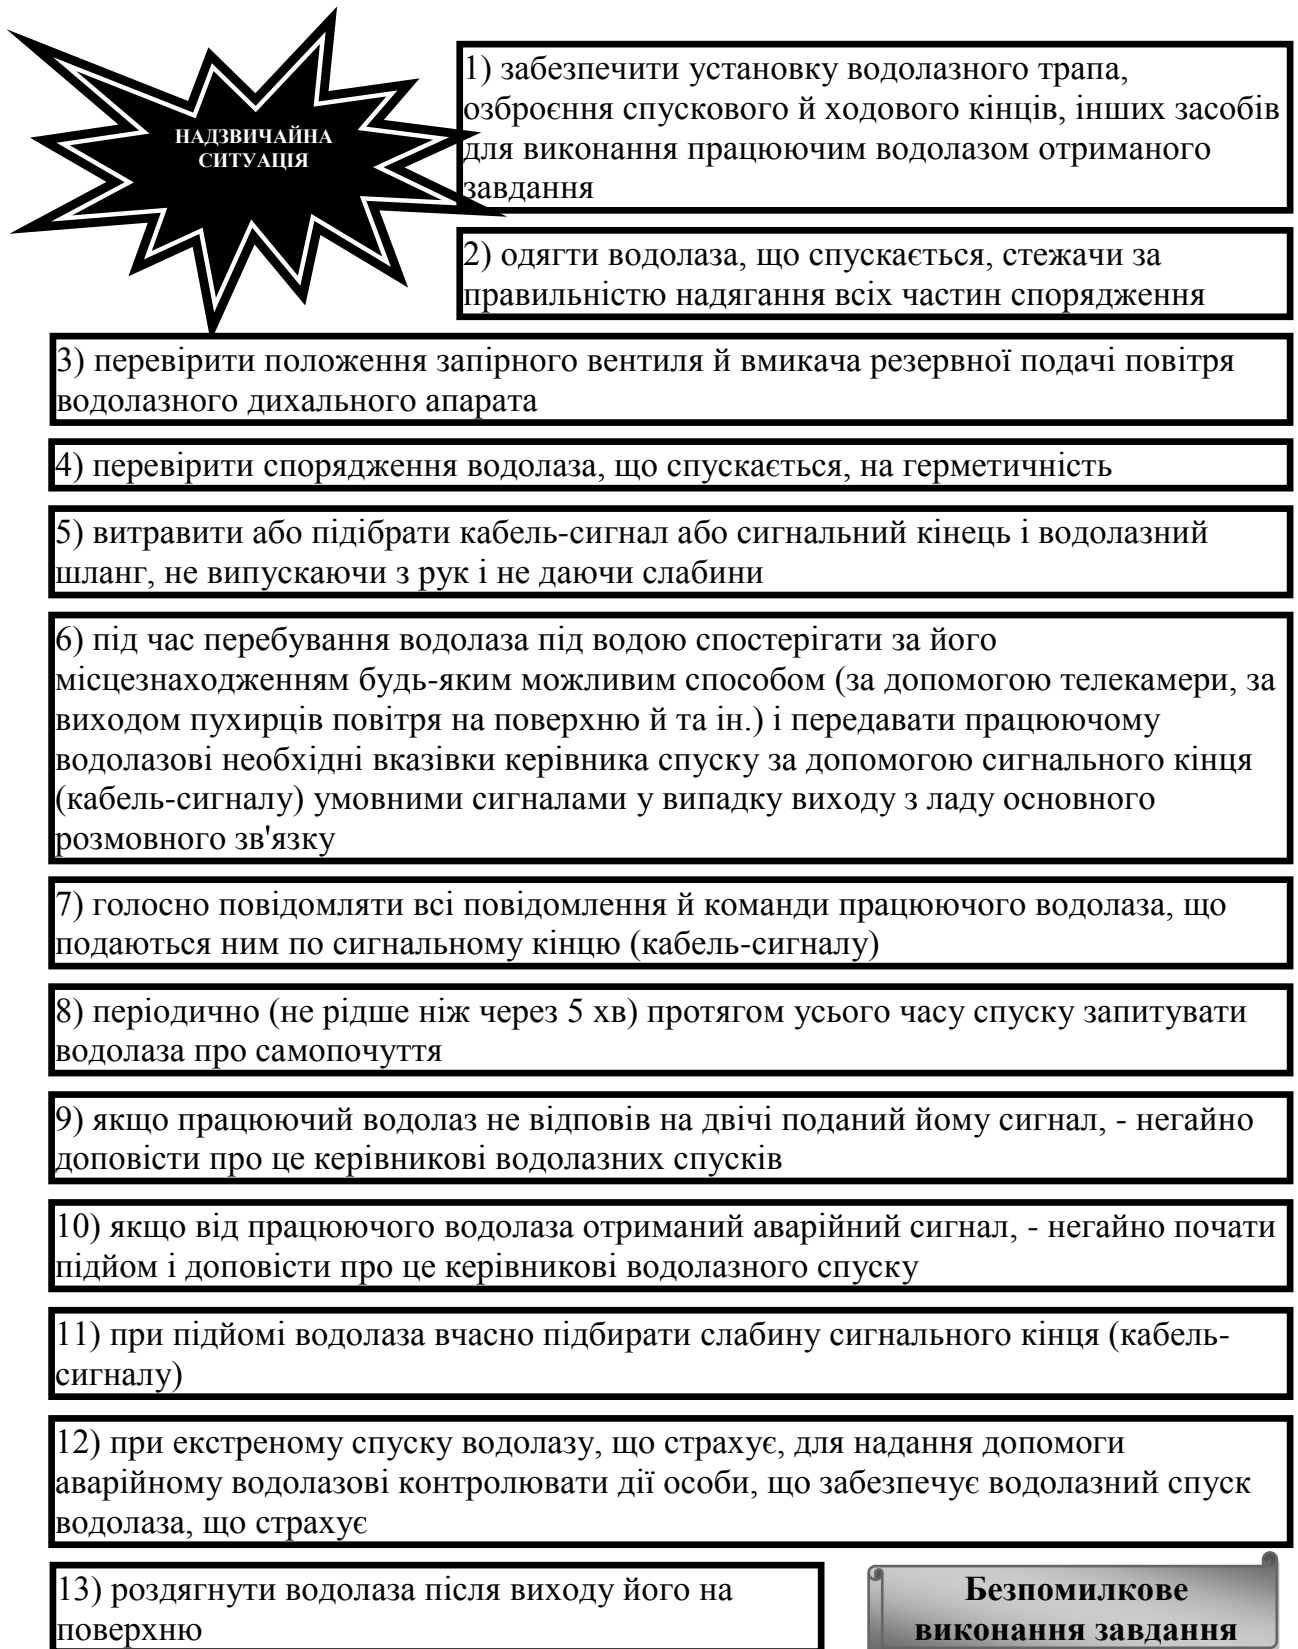 НАДЗВИЧАЙНА
СИТУАЦІЯ
1) забезпечити установку водолазного трапа,
озброєння спускового й ходового кінців, інших засобів
для виконання працюючим водолазом отриманого
завдання
2) одягти водолаза, що спускається, стежачи за
правильністю надягання всіх частин спорядження
3) перевірити положення запірного вентиля й вмикача резервної подачі повітря
водолазного дихального апарата
4) перевірити спорядження водолаза, що спускається, на герметичність
5) витравити або підібрати кабель-сигнал або сигнальний кінець і водолазний
шланг, не випускаючи з рук і не даючи слабини
6) під час перебування водолаза під водою спостерігати за його
місцезнаходженням будь-яким можливим способом (за допомогою телекамери, за
виходом пухирців повітря на поверхню й та ін.) і передавати працюючому
водолазові необхідні вказівки керівника спуску за допомогою сигнального кінця
(кабель-сигналу) умовними сигналами у випадку виходу з ладу основного
розмовного зв'язку
7) голосно повідомляти всі повідомлення й команди працюючого водолаза, що
подаються ним по сигнальному кінцю (кабель-сигналу)
8) періодично (не рідше ніж через 5 хв) протягом усього часу спуску запитувати
водолаза про самопочуття
9) якщо працюючий водолаз не відповів на двічі поданий йому сигнал, - негайно
доповісти про це керівникові водолазних спусків
10) якщо від працюючого водолаза отриманий аварійний сигнал, - негайно почати
підйом і доповісти про це керівникові водолазного спуску
11) при підйомі водолаза вчасно підбирати слабину сигнального кінця (кабель-
сигналу)
12) при екстреному спуску водолазу, що страхує, для надання допомоги
аварійному водолазові контролювати дії особи, що забезпечує водолазний спуск
водолаза, що страхує
13) роздягнути водолаза після виходу його на
поверхню
Безпомилкове
виконання завдання